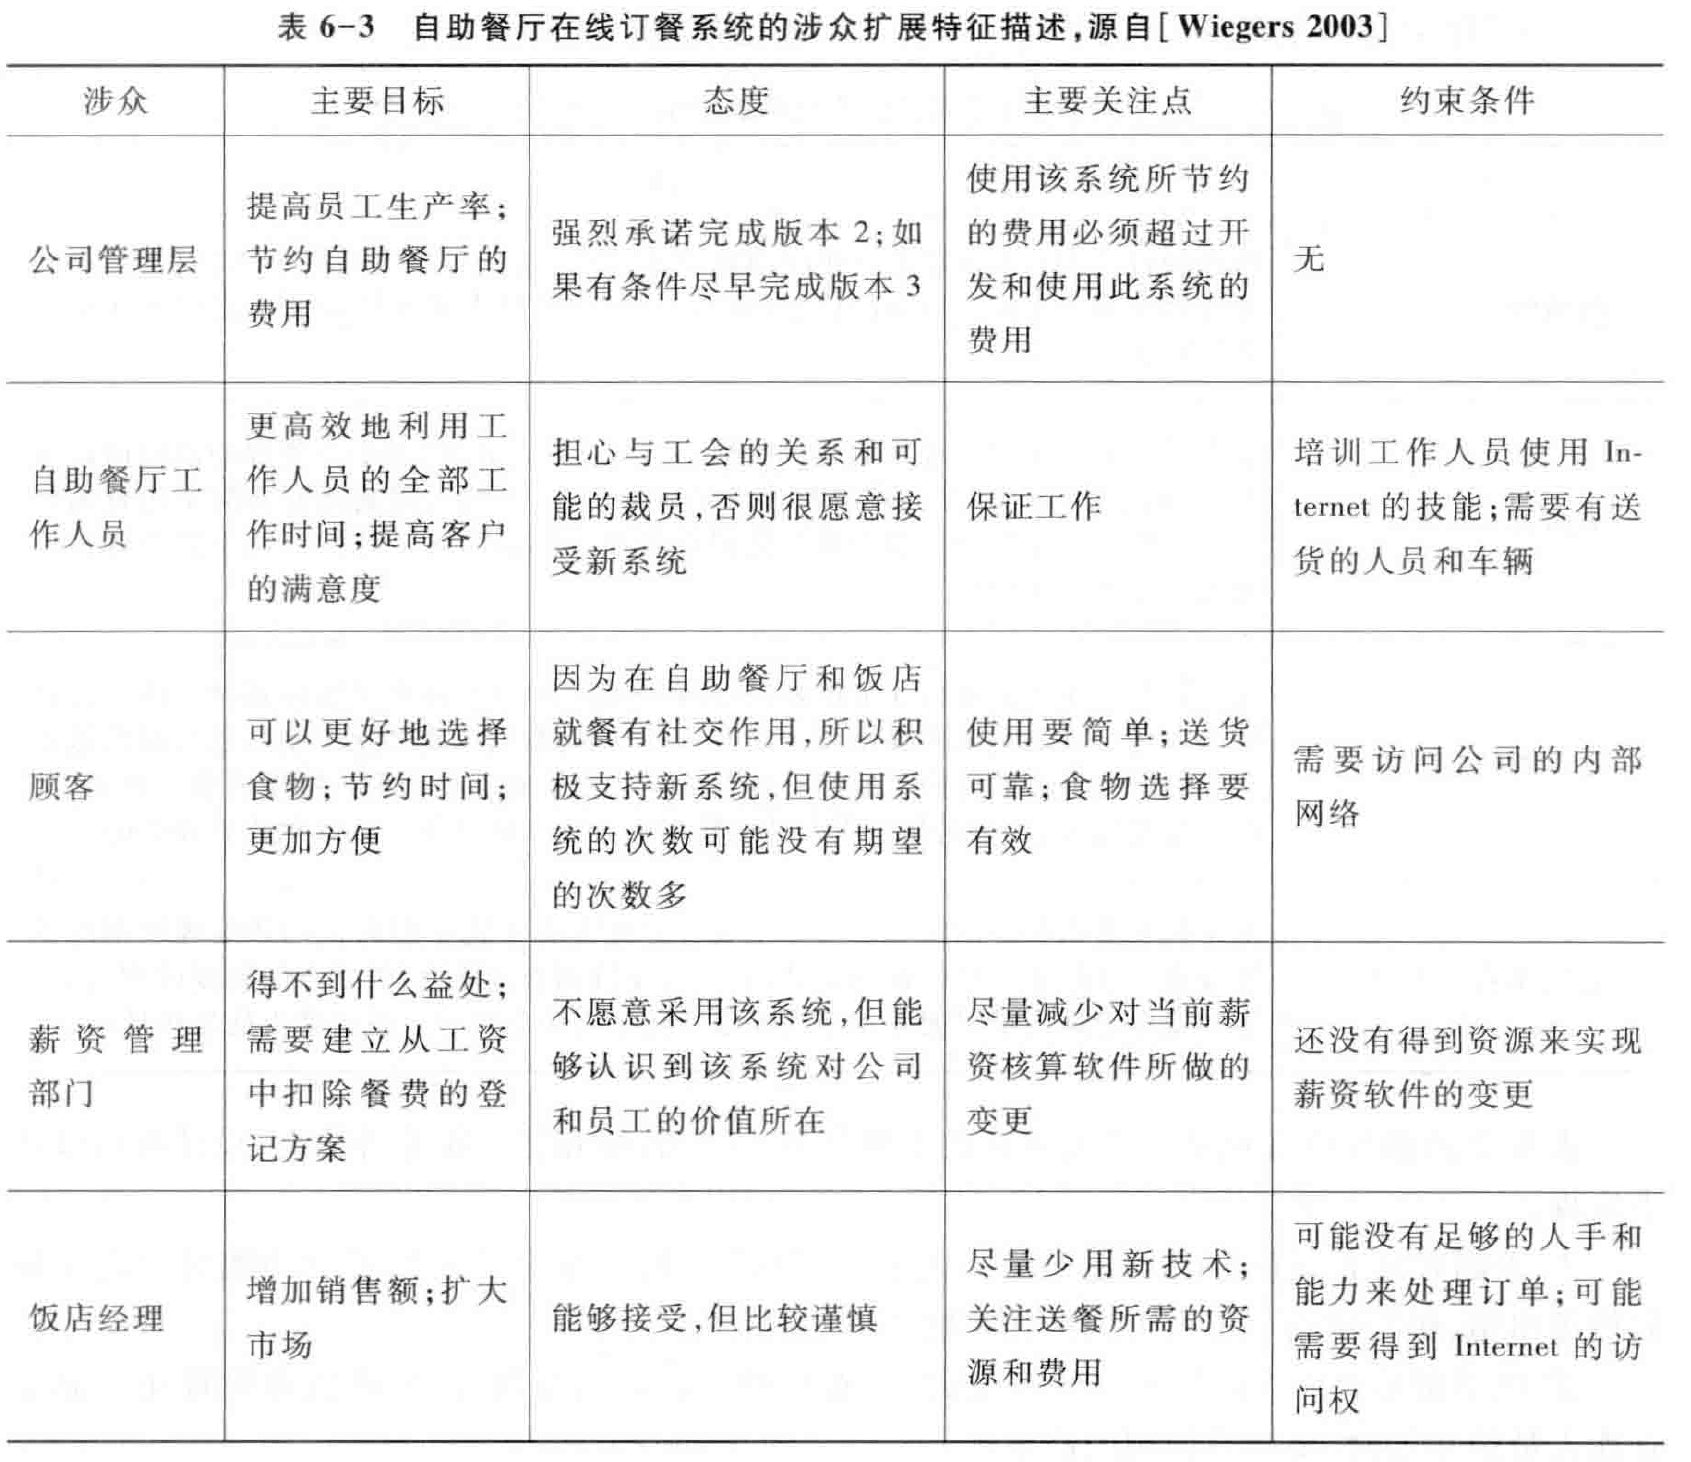 表 6-3 自助餐厅在线订餐系统的涉众扩展特征描述,源自[Wiegers 2003]
涉众
主要目标
态度
主要关注点
约束条件
公司管理层
提高员工生产率;
节约自助餐厅的
费用
强烈承诺完成版本 2;如
果有条件尽早完成版本 3
使用该系统所节约
的费用必须超过开
发和使用此系统的
费用
无
自助餐厅工
作人员
更高效地利用工
作人员的全部工
作时间;提高客户
的满意度
担心与工会的关系和可
能的裁员,否则很愿意接
受新系统
保证工作
培训工作人员使用 In-
ternet 的技能;需要有送
货的人员和车辆
顾客
可以更好地选择
食物;节约时间;
更加方便
因为在自助餐厅和饭店
就餐有社交作用,所以积
极支持新系统,但使用系
统的次数可能没有期望
的次数多
使用要简单;送货
可靠;食物选择要
有效
需要访问公司的内部
网络
薪资管理
部门
得不到什么益处;
需要建立从工资
中扣除餐费的登
记方案
不愿意采用该系统,但能
够认识到该系统对公司
和员工的价值所在
尽量减少对当前薪
资核算软件所做的
变更
还没有得到资源来实现
薪资软件的变更
饭店经理
增加销售额;扩大
市场
能够接受,但比较谨慎
尽量少用新技术;
关注送餐所需的资
源和费用
可能没有足够的人手和
能力来处理订单;可能
需要得到 Internet 的访
问权